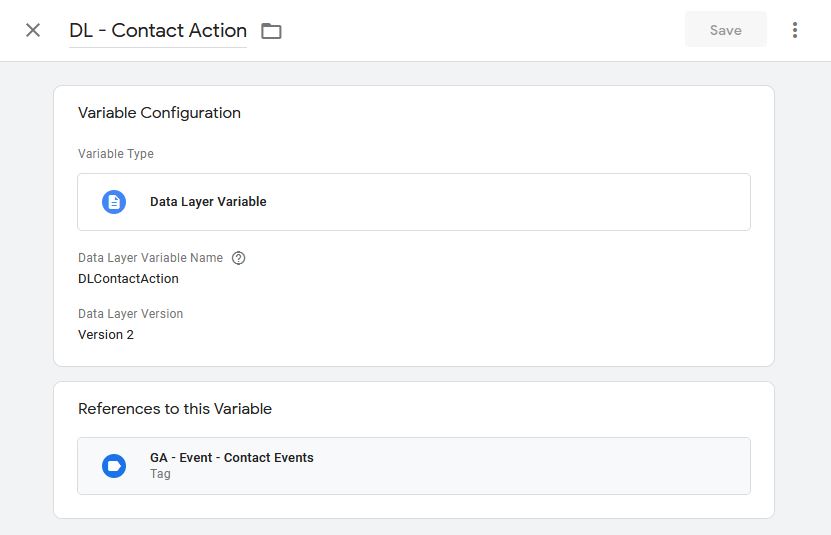 DL - Contact Action
Save
Variable Configuration
Variable Type
Data Layer Variable
Data Layer Variable Name
DLContactAction
Data Layer Version
Version 2
References to this Variable
GA - Event - Contact Events
Tag